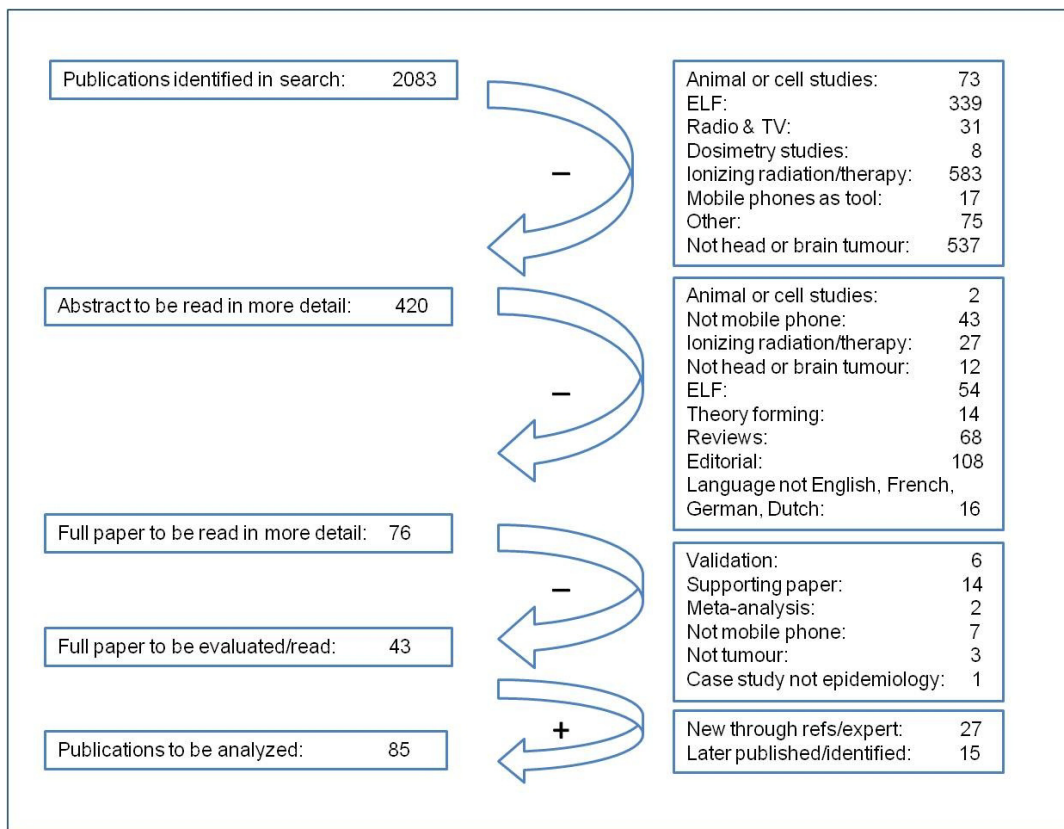 Publications identified in search: 2083
Animal or cell studies: 73
ELF: 339
Radio & TV: 31
Dosimetry studies: 8
Ionizing radiation/therapy: 583
Mobile phones as tool: 17
Other: 75
Not head or brain tumour: 537
–
Abstract to be read in more detail: 420
Animal or cell studies: 2
Not mobile phone: 43
Ionizing radiation/therapy: 27
Not head or brain tumour: 12
ELF: 54
Theory forming: 14
Reviews: 68
Editorial: 108
Language not English, French,
German, Dutch: 16
–
Full paper to be read in more detail: 76
Validation: 6
Supporting paper: 14
Meta-analysis: 2
Not mobile phone: 7
Not tumour: 3
Case study not epidemiology: 1
–
Full paper to be evaluated/read: 43
New through refs/expert: 27
Later published/identified: 15
+
Publications to be analyzed: 85